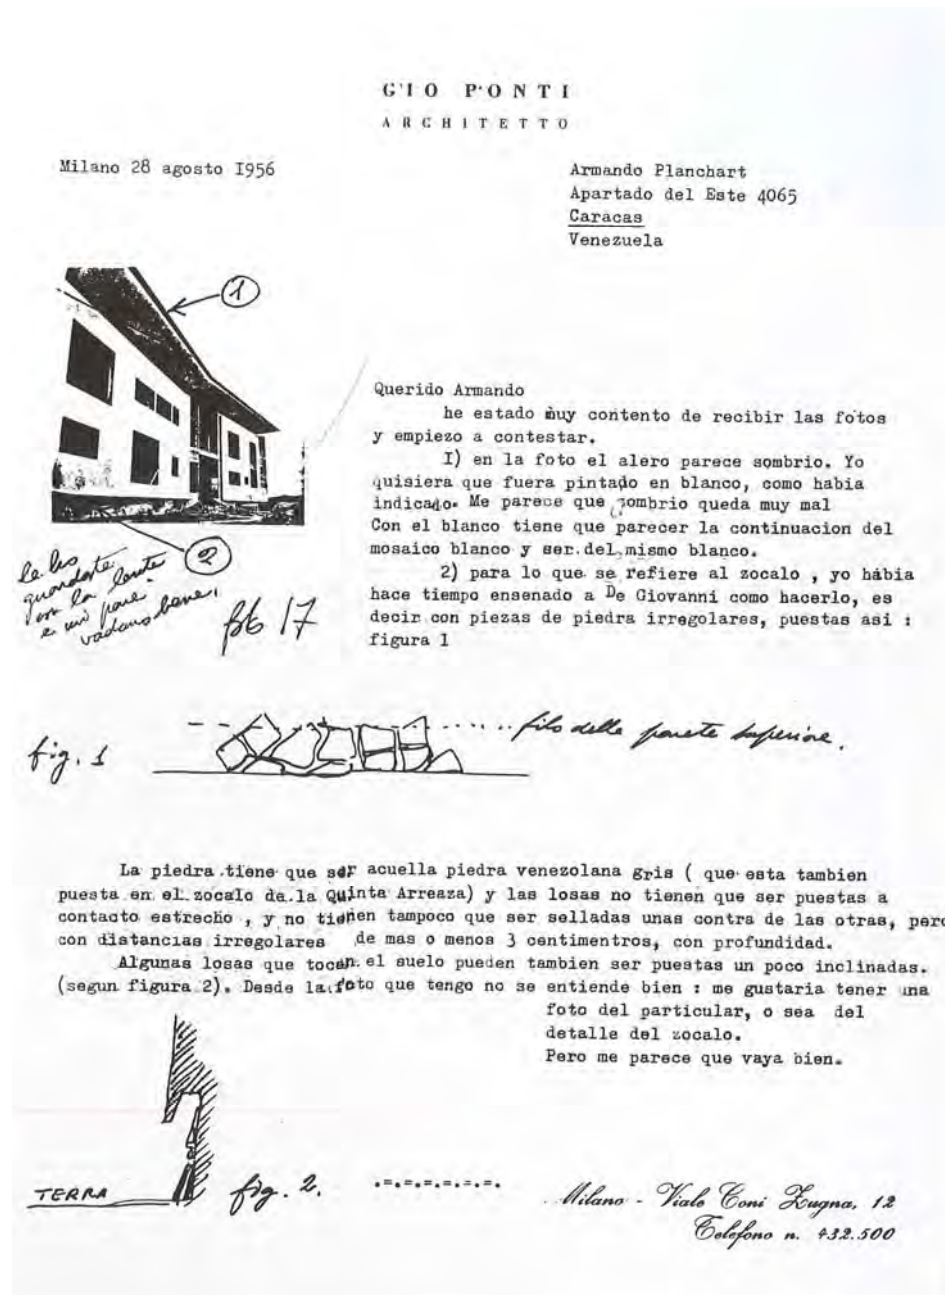 GIO PONTI
ARCHITETTO
Milano 28 agosto I956
Armando Planchart
Apartado del Este 4065
Caracas
Venezuela
1
2
la lente
bene,
17
Querido Armando
he estado muy contento de recibir las fotos
y empiezo a contestar.
I) en la foto el alero parece sombrio. Yo
quisiera que fuera pintado en blanco, como habia
indicado. Me parece que sombrio queda muy mal
Con el blanco tiene que parecer la continuacion del
mosaico blanco y ser del mismo blanco.
2) para lo que se refiere al zocalo , yo habia
hace tiempo ensenado a De Giovanni como hacerlo, es
decir con piezas de piedra irregolares, puestas asi :
figura l
fig. 1
filo della parete superiore.
La piedra tiene que ser acuella piedra venezolana gris ( que esta tambien
puesta en el zocalo de la Quinta Arreaza) y las losas no tienen que ser puestas a
contacto estrecho , y no tienen tampoco que ser selladas unas contra de las otras, pero
con distancias irregolares de mas o menos 3 centimentros, con profundidad.
Algunas losas que tocan el suelo pueden tambien ser puestas un poco inclinadas.
(segun figura 2). Desde la foto que tengo no se entiende bien : me gustaria tener una
foto del particular, o sea del
detalle del zocalo.
Pero me parece que vaya bien.
TERRA
fig. 2.
.=.=.=.=.=.=.
Milano - Viale Coni Zugna, 12
Telefono n. 432.500